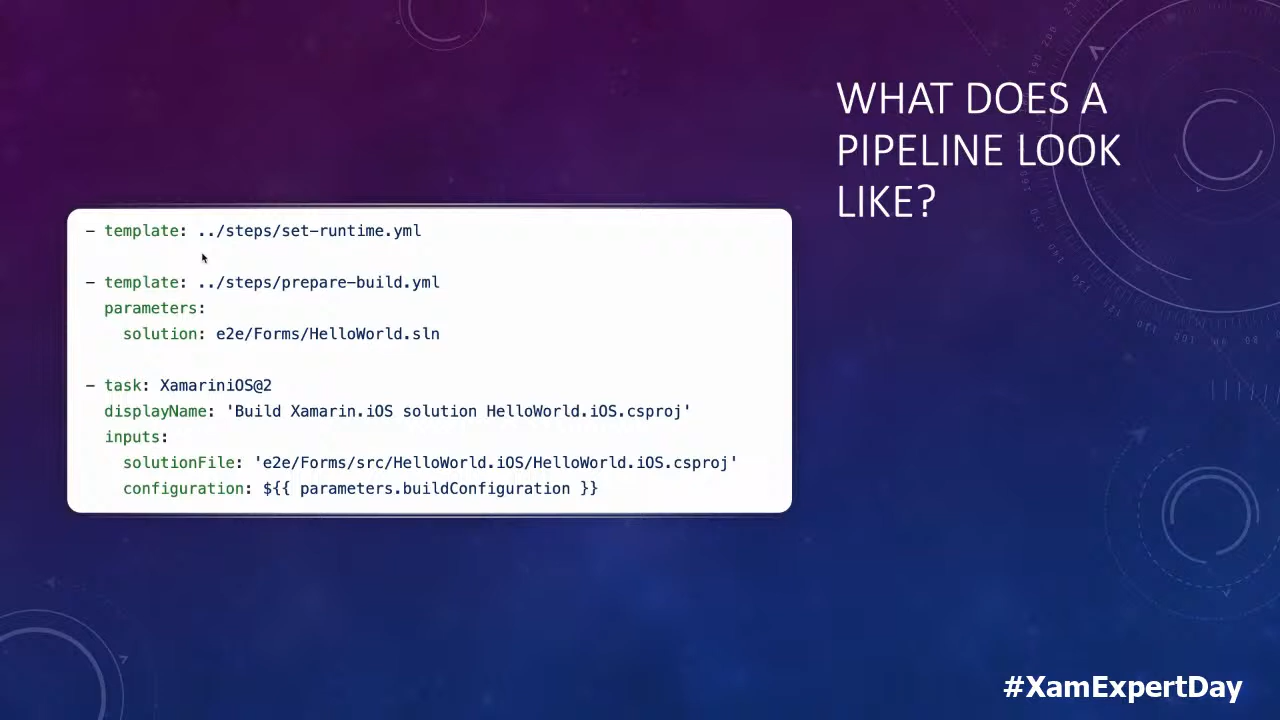 WHAT DOES A
PIPELINE LOOK
LIKE?
- template: ../steps/set-runtime.yml
- template: ../steps/prepare-build.yml
parameters:
solution: e2e/Forms/HelloWorld.sln
- task: XamariniOS@2
displayName: 'Build Xamarin.iOS solution HelloWorld.iOS.csproj'
inputs:
solutionFile: 'e2e/Forms/src/HelloWorld.iOS/HelloWorld.iOS.csproj'
configuration: ${{ parameters.buildConfiguration }}
#XamExpertDay